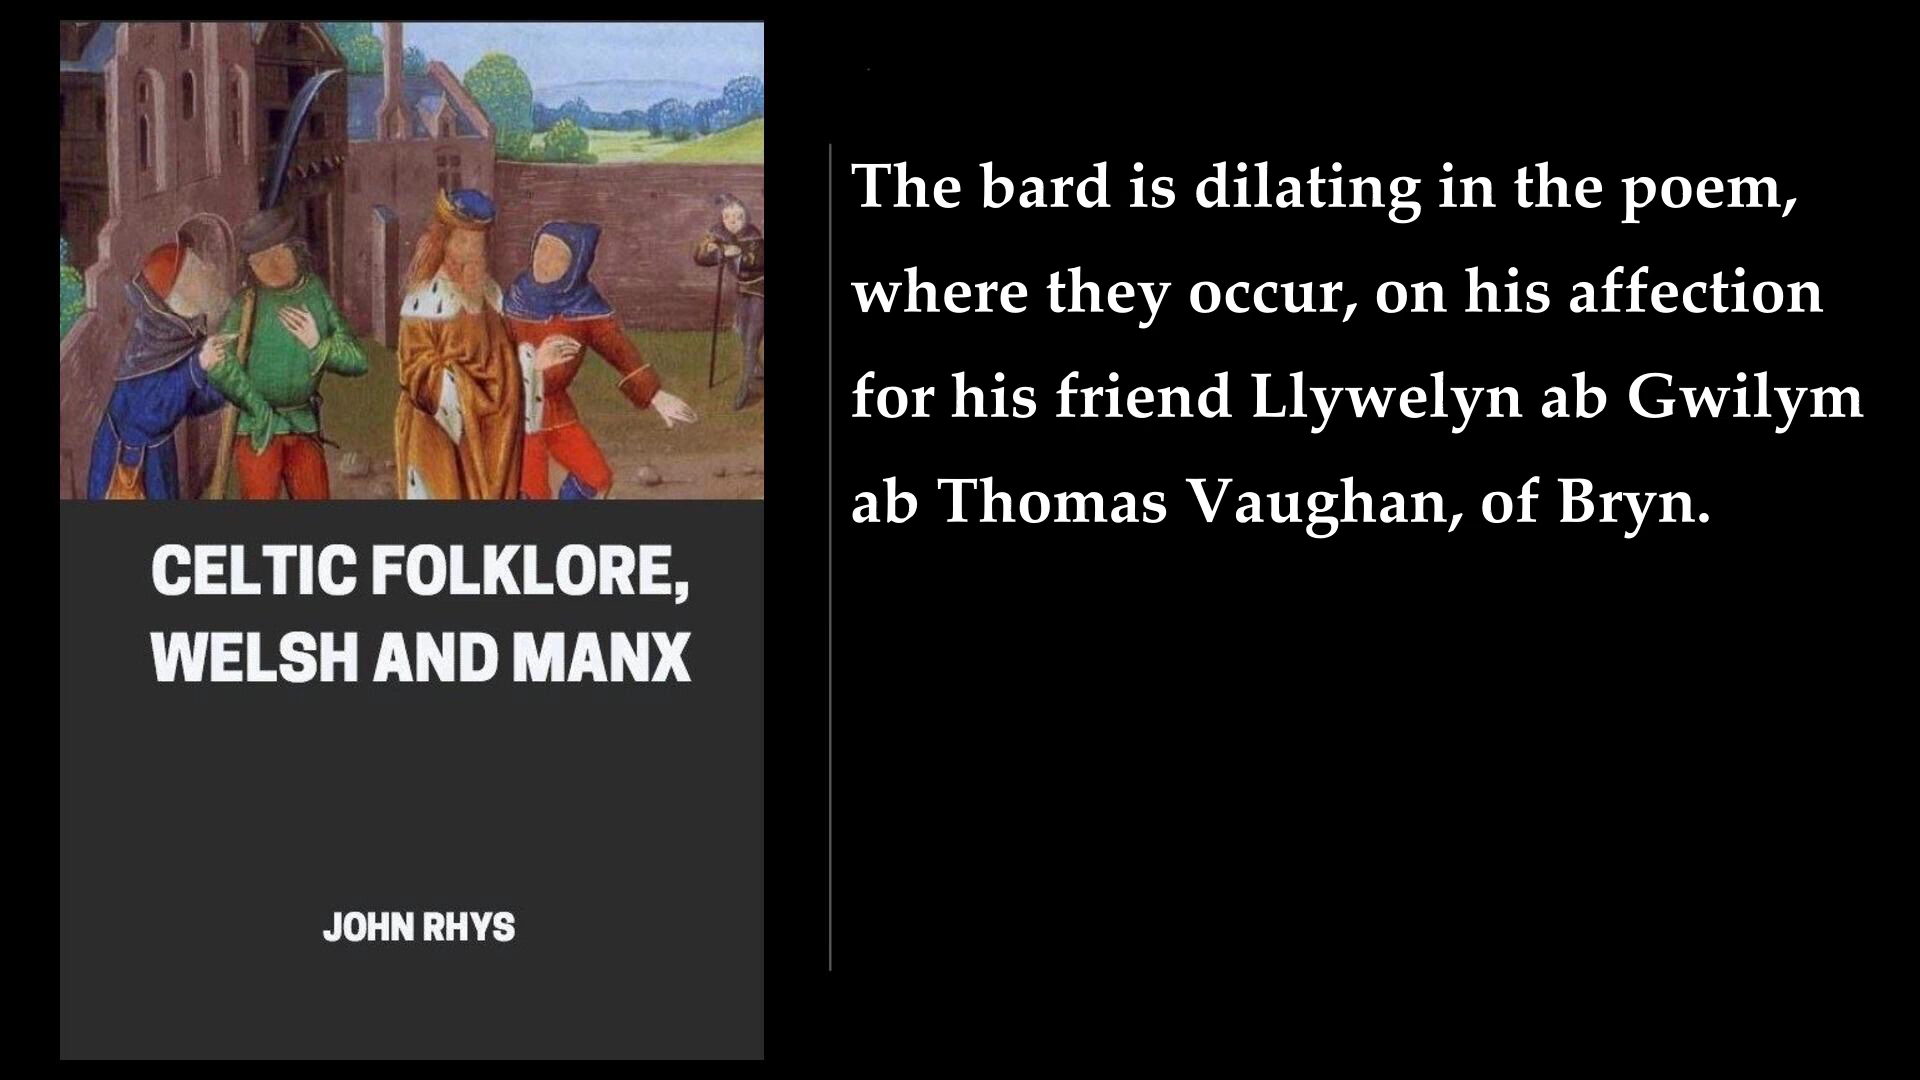 CELTIC FOLKLORE,
WELSH AND MANX
JOHN RHYS
The bard is dilating in the poem,
where they occur, on his affection
for his friend Llywelyn ab Gwilym
ab Thomas Vaughan, of Bryn.